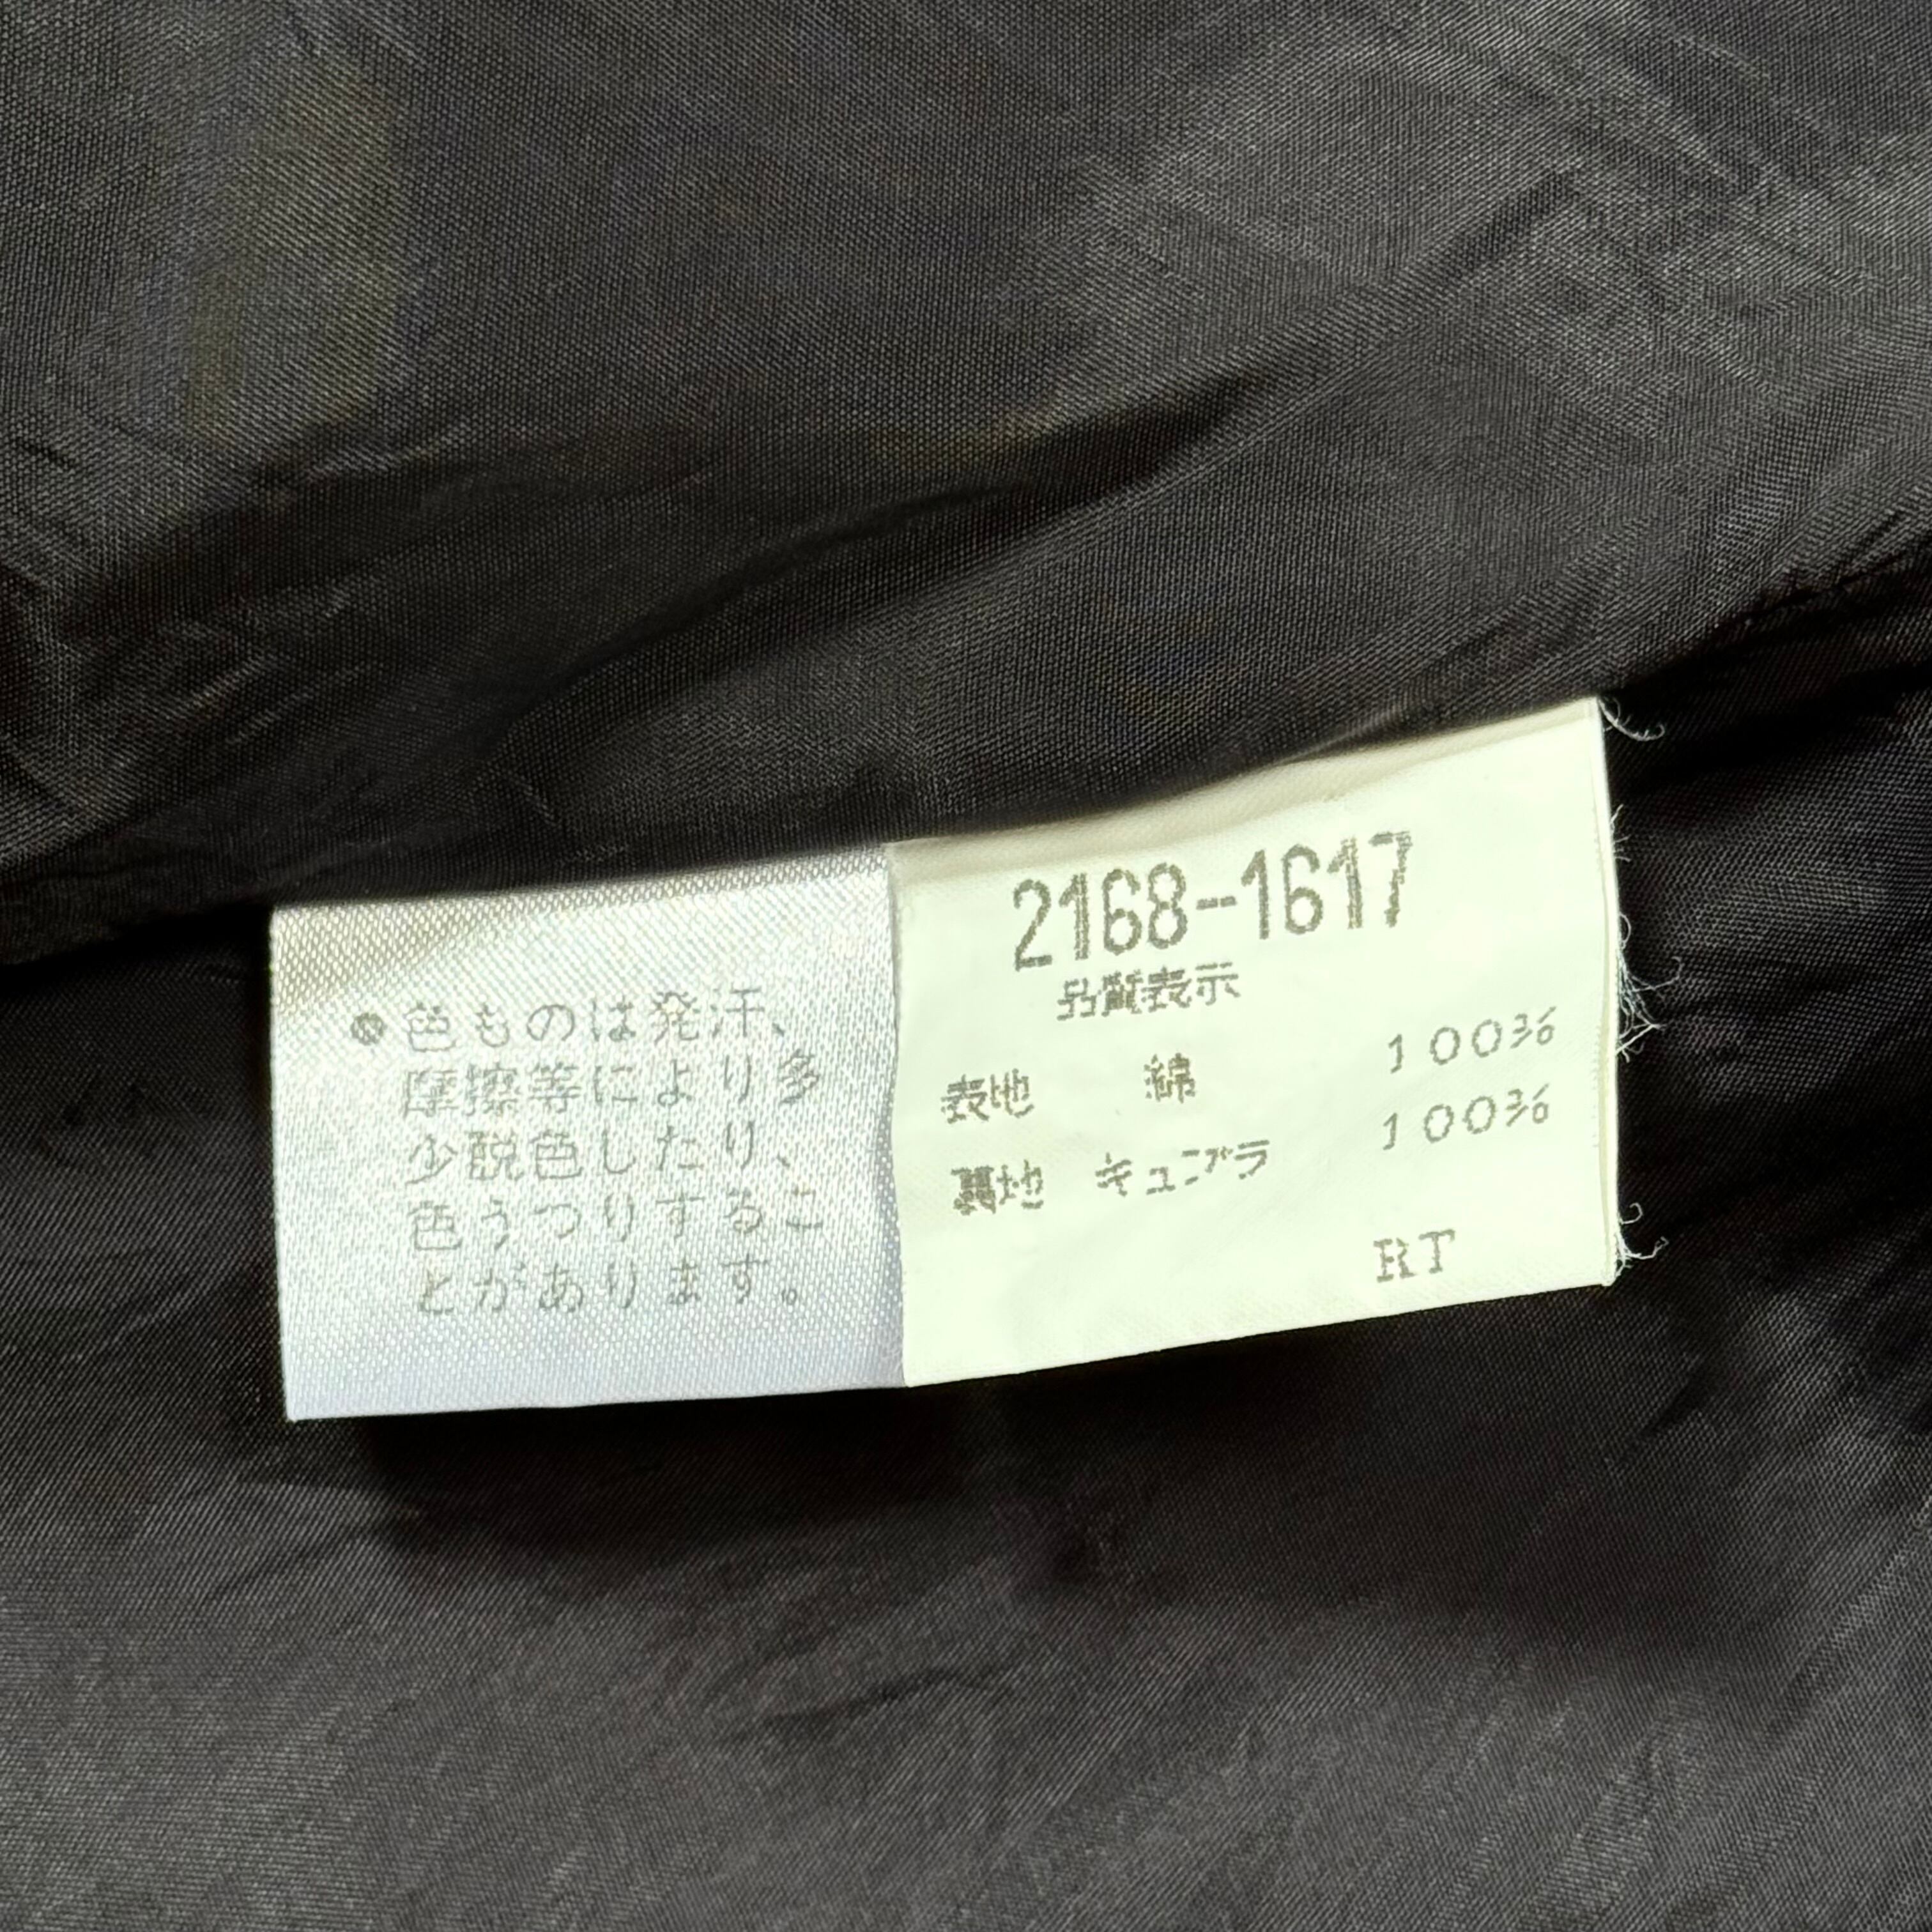 ●色ものは発汗、
摩擦等により多
少脱色したり、
色うつりするこ
とがあります。
2168-1617
品質表示
表地 綿 100%
裏地 キュプラ 100%
RT